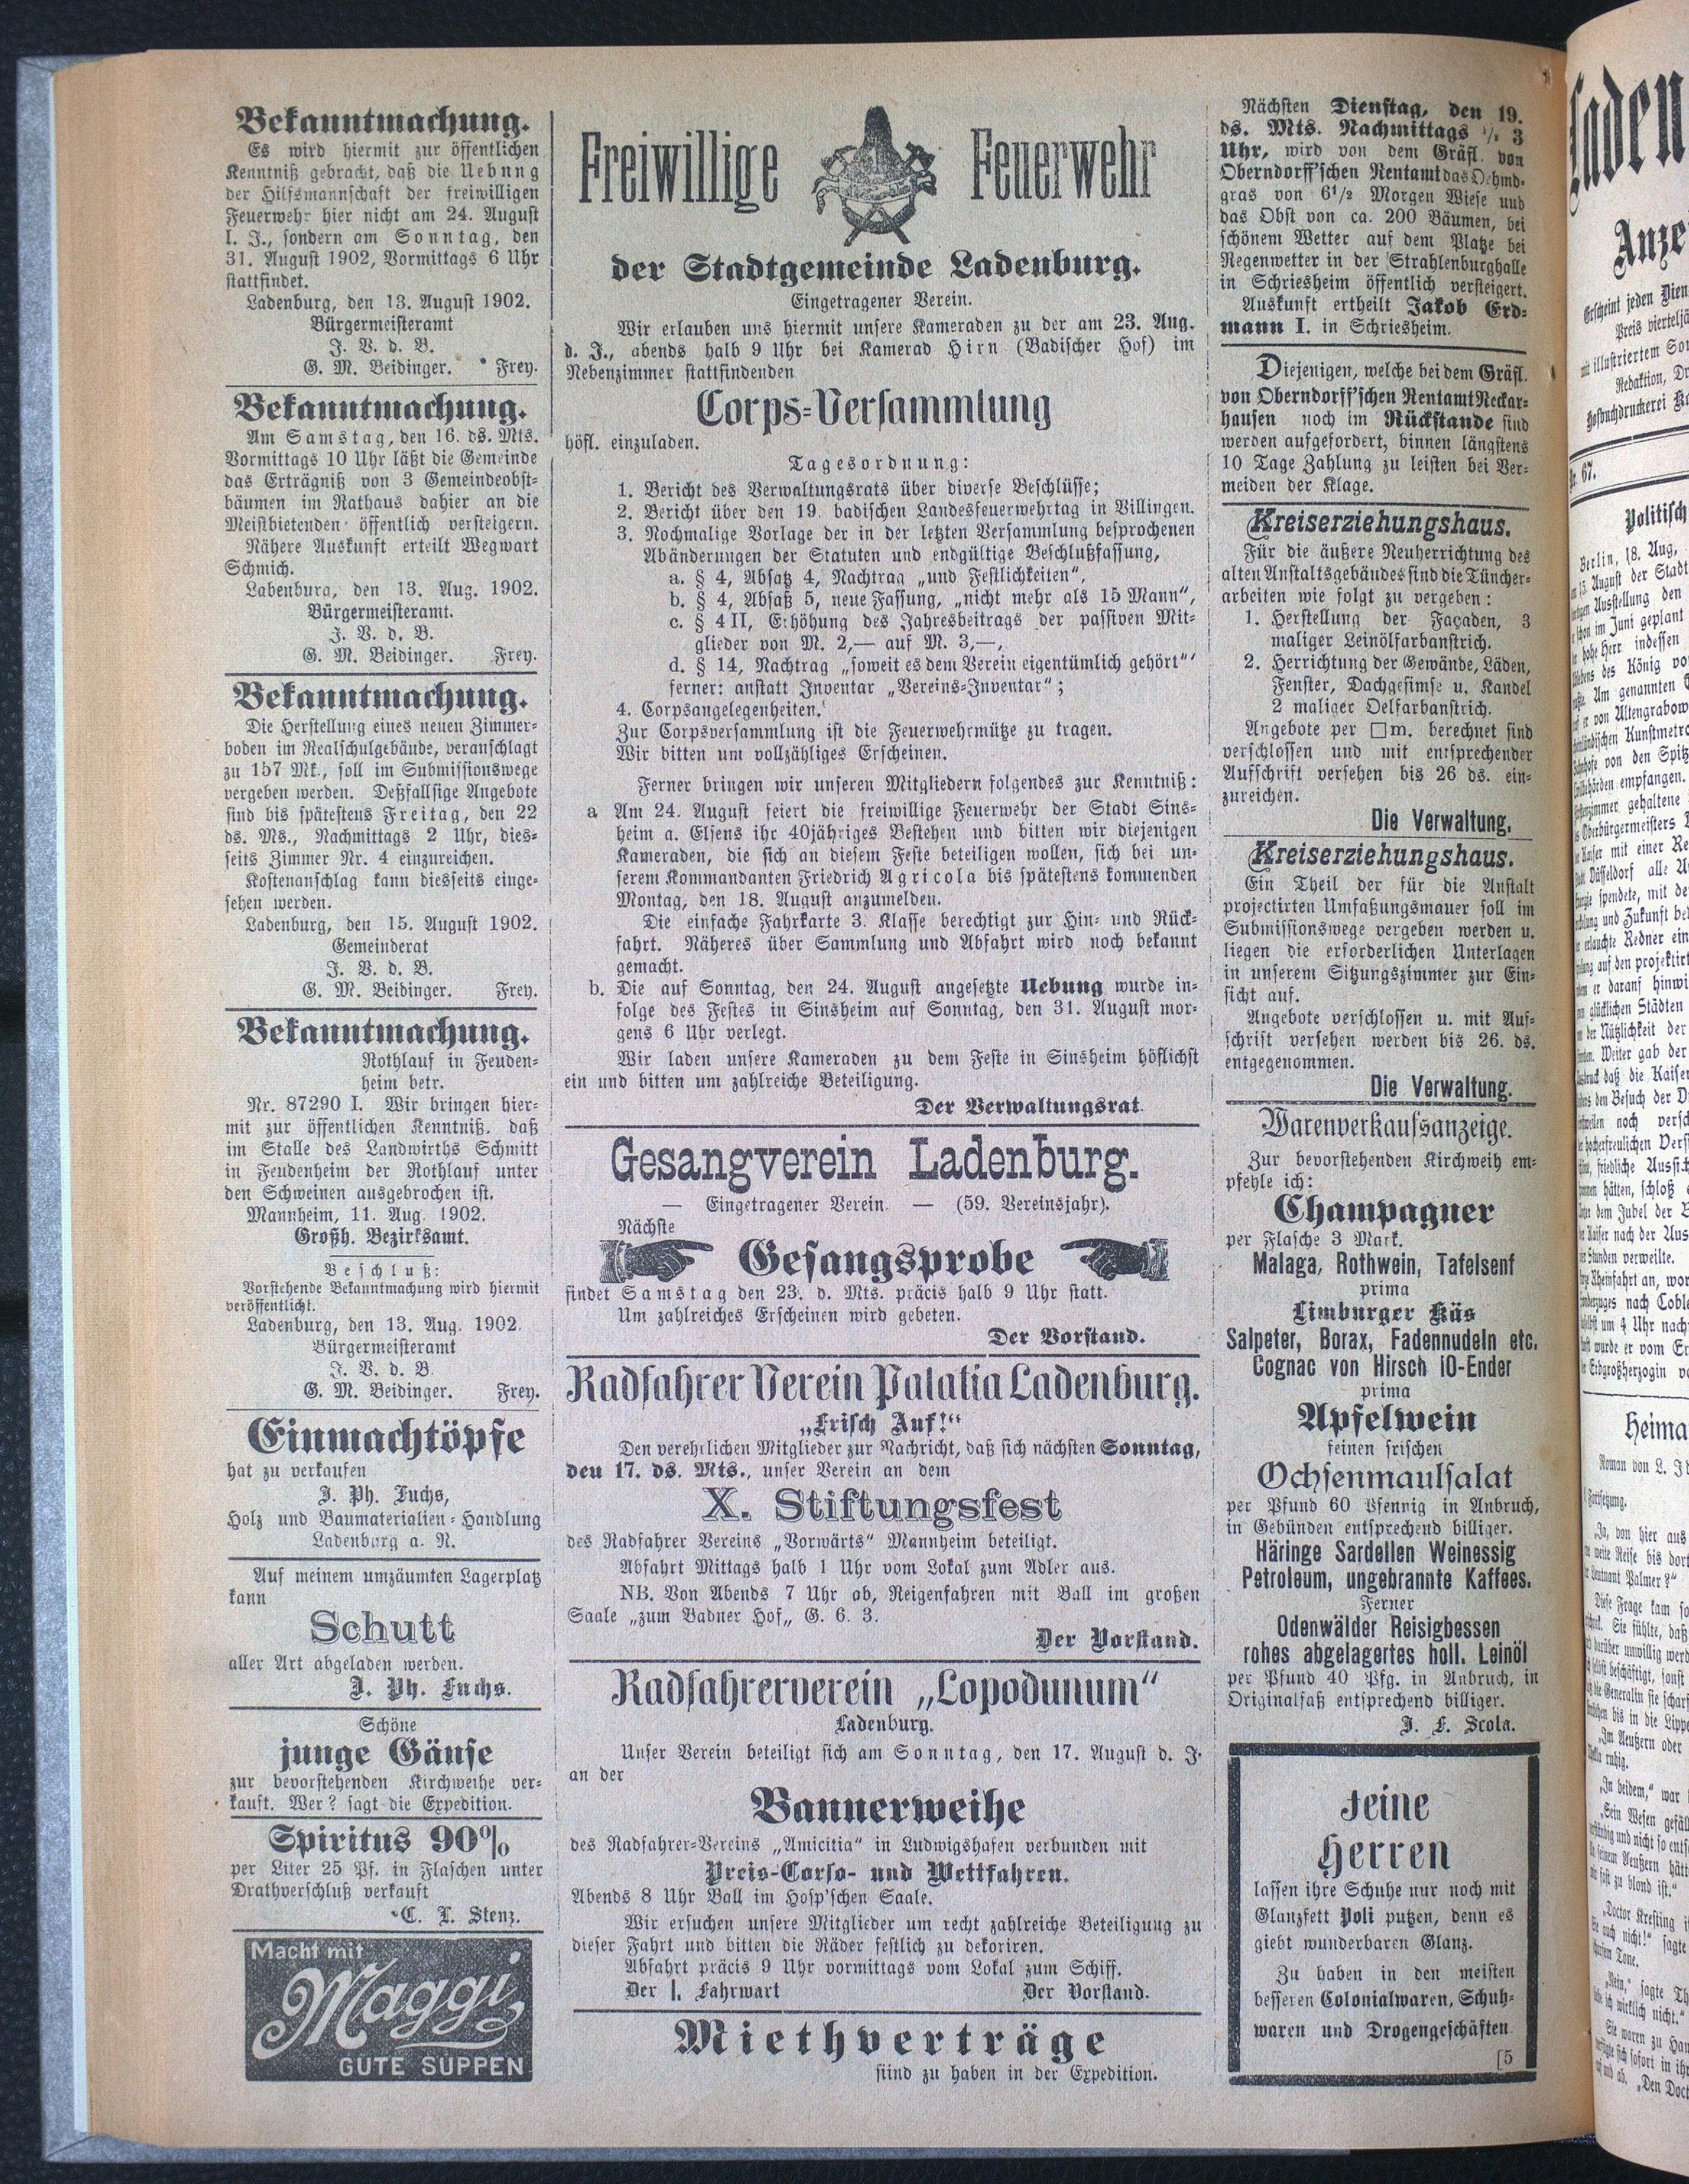 Bekanntmachung.
Es wird hiermit zur öffentlichen
Kenntniß gebracht, daß die Uebnng
der Hilfsmannschaft der freiwilligen
Feuerwehr hier nicht am 24. August
l. J., sondern am Sonntag, den
31. August 1902, Vormittags 6 Uhr
stattfindet.
Ladenburg, den 13. August 1902.
Bürgermeisteramt
J. V. d. B.
G. M. Beidinger. Frey.
Bekanntmachung.
Am Samstag, den 16. ds. Mts.
Vormittags 10 Uhr läßt die Gemeinde
das Erträgniß von 3 Gemeindeobst=
bäumen im Rathaus dahier an die
Meistbietenden öffentlich versteigern.
Nähere Auskunft erteilt Wegwart
Schmich.
Ladenburg, den 13. Aug. 1902.
Bürgermeisteramt.
J. V. d. B.
G. M. Beidinger. Frey.
Bekanntmachung.
Die Herstellung eines neuen Zimmer=
boden im Realschulgebäude, veranschlagt
zu 157 Mk., soll im Submissionswege
vergeben werden. Deßfallsige Angebote
sind bis spätestens Freitag, den 22
ds. Ms., Nachmittags 2 Uhr, dies=
seits Zimmer Nr. 4 einzureichen.
Kostenanschlag kann diesseits einge=
sehen werden.
Ladenburg, den 15. August 1902.
Gemeinderat
J. V. d. B.
G. M. Beidinger. Frey.
Bekanntmachung.
Rothlauf in Feuden=
heim betr.
Nr. 87290 I. Wir bringen hier=
mit zur öffentlichen Kenntniß, daß
im Stalle des Landwirths Schmitt
in Feudenheim der Rothlauf unter
den Schweinen ausgebrochen ist.
Mannheim, 11. Aug. 1902.
Großh. Bezirksamt.
Beschluß:
Vorstehende Bekanntmachung wird hiermit
veröffentlicht.
Ladenburg, den 13. Aug. 1902.
Bürgermeisteramt
J. V. d. B.
G. M. Beidinger. Frey.
Einmachtöpfe
hat zu verkaufen
J. Ph. Fuchs,
Holz und Baumaterialien=Handlung
Ladenburg a. N.
Auf meinem umzäumten Lagerplatz
kann
Schutt
aller Art abgeladen werden.
J. Ph. Fuchs.
Schöne
junge Gänse
zur bevorstehenden Kirchweihe ver=
kauft. Wer? sagt die Expedition.
Spiritus 90%
per Liter 25 Pf. in Flaschen unter
Drathverschluß verkauft
C. L. Stenz.
Macht mit
Maggi
GUTE SUPPEN
Freiwillige Feuerwehr
der Stadtgemeinde Ladenburg.
Eingetragener Verein.
Wir erlauben uns hiermit unsere Kameraden zu der am 23. Aug.
d. J., abends halb 9 Uhr bei Kamerad Hirn (Badischer Hof) im
Nebenzimmer stattfindenden
Corps=Versammlung
höfl. einzuladen.
Tagesordnung:
1. Bericht des Verwaltungsrats über diverse Beschlüsse;
2. Bericht über den 19. badischen Landesfeuerwehrtag in Villingen.
3. Nochmalige Vorlage der in der letzten Versammlung besprochenen
Abänderungen der Statuten und endgültige Beschlußfassung,
a. § 4, Absatz 4, Nachtrag „und Festlichkeiten",
b. § 4, Absaß 5, neue Fassung, „nicht mehr als 15 Mann",
c. § 4 II, Erhöhung des Jahresbeitrags der passiven Mit=
glieder von M. 2,— auf M. 3,—,
d. § 14, Nachtrag „soweit es dem Verein eigentümlich gehört"'
ferner: anstatt Inventar „Vereins=Inventar";
4. Corpsangelegenheiten.
Zur Corpsversammlung ist die Feuerwehrmütze zu tragen.
Wir bitten um vollzähliges Erscheinen.
Ferner bringen wir unseren Mitgliedern folgendes zur Kenntniß:
a Am 24. August feiert die freiwillige Feuerwehr der Stadt Sins=
heim a. Elsens ihr 40jähriges Bestehen und bitten wir diejenigen
Kameraden, die sich an diesem Feste beteiligen wollen, sich bei un=
serem Kommandanten Friedrich Agricola bis spätestens kommenden
Montag, den 18. August anzumelden.
Die einfache Fahrkarte 3. Klasse berechtigt zur Hin= und Rück=
fahrt. Näheres über Sammlung und Abfahrt wird noch bekannt
gemacht.
b. Die auf Sonntag, den 24. August angesetzte Uebung wurde in=
folge des Festes in Sinsheim auf Sonntag, den 31. August mor=
gens 6 Uhr verlegt.
Wir laden unsere Kameraden zu dem Feste in Sinsheim höflichst
ein und bitten um zahlreiche Beteiligung.
Der Verwaltungsrat.
Gesangverein Ladenburg.
— Eingetragener Verein. — (59. Vereinsjahr).
Nächste
Gesangsprobe
findet Samstag den 23. d. Mts. präcis halb 9 Uhr statt.
Um zahlreiches Erscheinen wird gebeten.
Der Vorstand.
Radfahrer Verein Palatia Ladenburg.
„Frisch Auf!"
Den verehrlichen Mitglieder zur Nachricht, daß sich nächsten Sonntag,
den 17. ds. Mts., unser Verein an dem
X. Stiftungsfest
des Radfahrer Vereins „Vorwärts" Mannheim beteiligt.
Abfahrt Mittags halb 1 Uhr vom Lokal zum Adler aus.
NB. Von Abends 7 Uhr ab, Reigenfahren mit Ball im großen
Saale „zum Badner Hof„ G. 6. 3.
Der Vorstand.
Radfahrerverein „Lopodunum"
Ladenburg.
Unser Verein beteiligt sich am Sonntag, den 17. August d. J.
an der
Bannerweihe
des Radfahrer=Vereins „Amicitia" in Ludwigshafen verbunden mit
Preis-Corso- und Wettfahren.
Abends 8 Uhr Ball im Hosp'schen Saale.
Wir ersuchen unsere Mitglieder um recht zahlreiche Beteiligung zu
dieser Fahrt und bitten die Räder festlich zu dekoriren.
Abfahrt präcis 9 Uhr vormittags vom Lokal zum Schiff.
Der I. Fahrwart Der Vorstand.
Miethverträge
siind zu haben in der Expedition.
Nächsten Dienstag, den 19.
ds. Mts. Nachmittags 1/2 3
Uhr, wird von dem Gräfl. von
Oberndorff'schen Rentamt das Oehmd=
gras von 6 1/2 Morgen Wiese und
das Obst von ca. 200 Bäumen, bei
schönem Wetter auf dem Platze bei
Regenwetter in der Strahlenburghalle
in Schriesheim öffentlich versteigert.
Auskunft ertheilt Jakob Erd=
mann I. in Schriesheim.
Diejenigen, welche bei dem Gräfl.
von Oberndorff'schen Rentamt Neckar=
hausen noch im Rückstande sind
werden aufgefordert, binnen längstens
10 Tage Zahlung zu leisten bei Ver=
meiden der Klage.
Kreiserziehungshaus.
Für die äußere Neuherrichtung des
alten Anstaltsgebäudes sind die Tüncher=
arbeiten wie folgt zu vergeben:
1. Herstellung der Façaden, 3
maliger Leinölfarbanstrich.
2. Herrichtung der Gewände, Läden,
Fenster, Dachgesimse u. Kandel
2 maliger Oelfarbanstrich.
Angebote per □m. berechnet sind
verschlossen und mit entsprechender
Aufschrift versehen bis 26 ds. ein=
zureichen.
Die Verwaltung.
Kreiserziehungshaus.
Ein Theil der für die Anstalt
projectirten Umfaßungsmauer soll im
Submissionswege vergeben werden u.
liegen die erforderlichen Unterlagen
in unserem Sitzungszimmer zur Ein=
sicht auf.
Angebote verschlossen u. mit Auf=
schrift versehen werden bis 26. ds.
entgegenommen.
Die Verwaltung.
Warenverkaufsanzeige.
Zur bevorstehenden Kirchweih em=
pfehle ich:
Champagner
per Flasche 3 Mark.
Malaga, Rothwein, Tafelsenf
prima
Limburger Käs
Salpeter, Borax, Fadennudeln etc.
Cognac von Hirsch 10-Ender
prima
Apfelwein
feinen frischen
Ochsenmaulsalat
per Pfund 60 Pfennig in Anbruch,
in Gebünden entsprechend billiger.
Häringe Sardellen Weinessig
Petroleum, ungebrannte Kaffees.
Ferner
Odenwälder Reisigbessen
rohes abgelagertes holl. Leinöl
per Pfund 40 Pfg. in Anbruch, in
Originalfaß entsprechend billiger.
J. F. Scola.
Feine
Herren
lassen ihre Schuhe nur noch mit
Glanzfett Poli putzen, denn es
giebt wunderbaren Glanz.
Zu haben in den meisten
besseren Colonialwaren, Schuh=
waren und Drogengeschäften
[5
Nr. 67.
Berlin, 18. Aug.